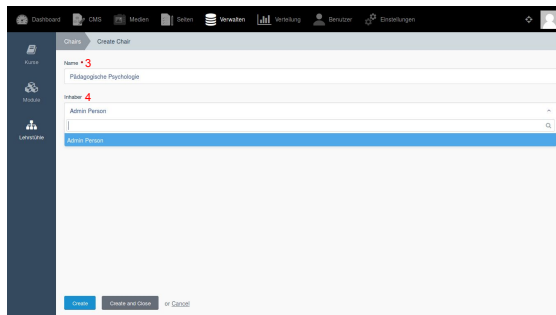 Dashboard CMS Medien Seiten Verwalten Verteilung Benutzer Einstellungen
Chairs Create Chair
Kurse
Module
Lehrstühle
Name * 3
Pädagogische Psychologie
Inhaber 4
Admin Person
Admin Person
Create Create and Close or Cancel